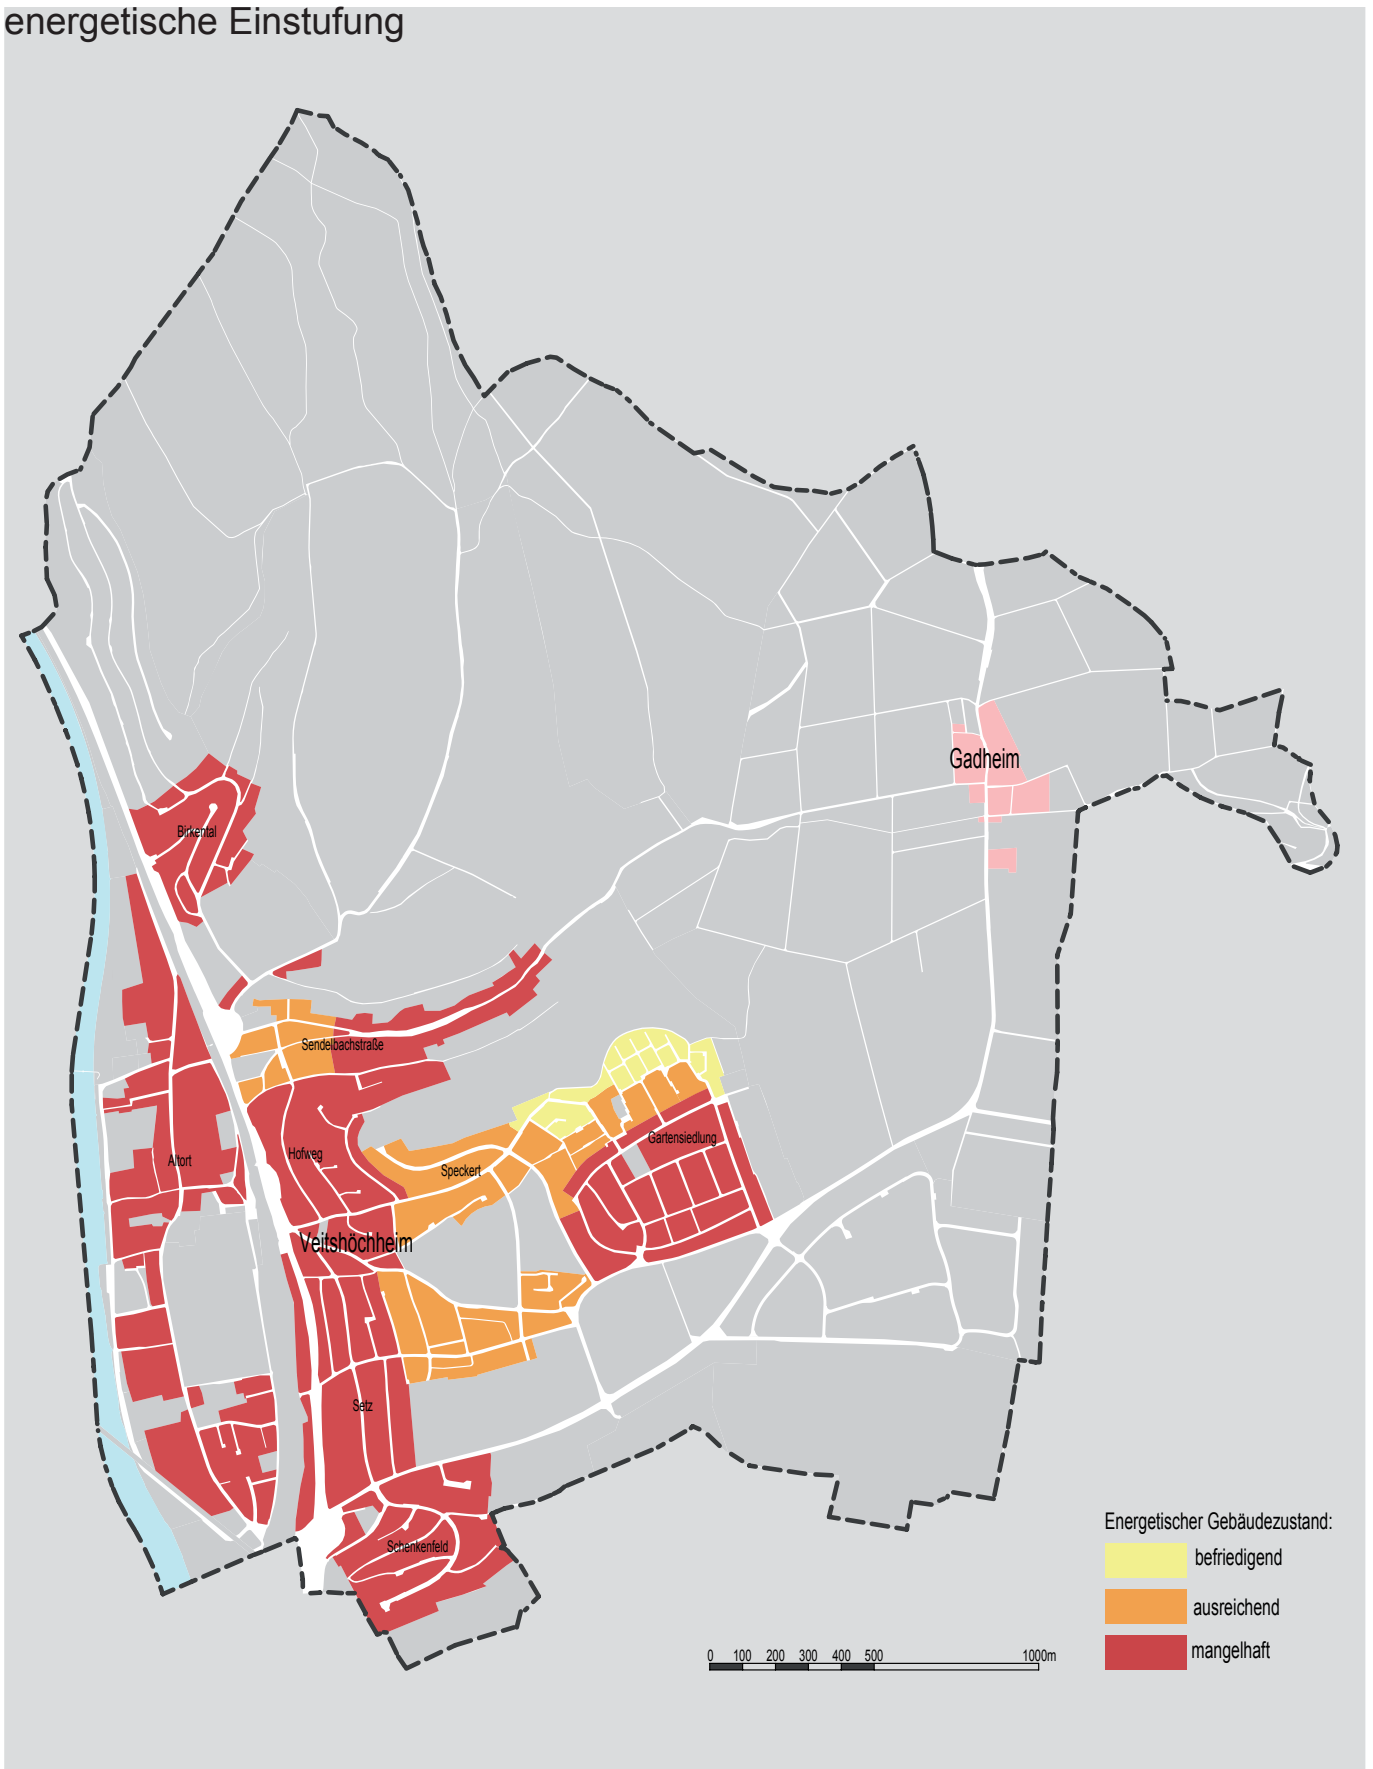 energetische Einstufung
Gadheim
Birkental
Sendelbachstraße
Gartensiedlung
Hofweg
Altort
Speckert
Veitshöchheim
Setz
Schenkenfeld
Energetischer Gebäudezustand:
befriedigend
ausreichend
mangelhaft
0 100 200 300 400 500 1000m